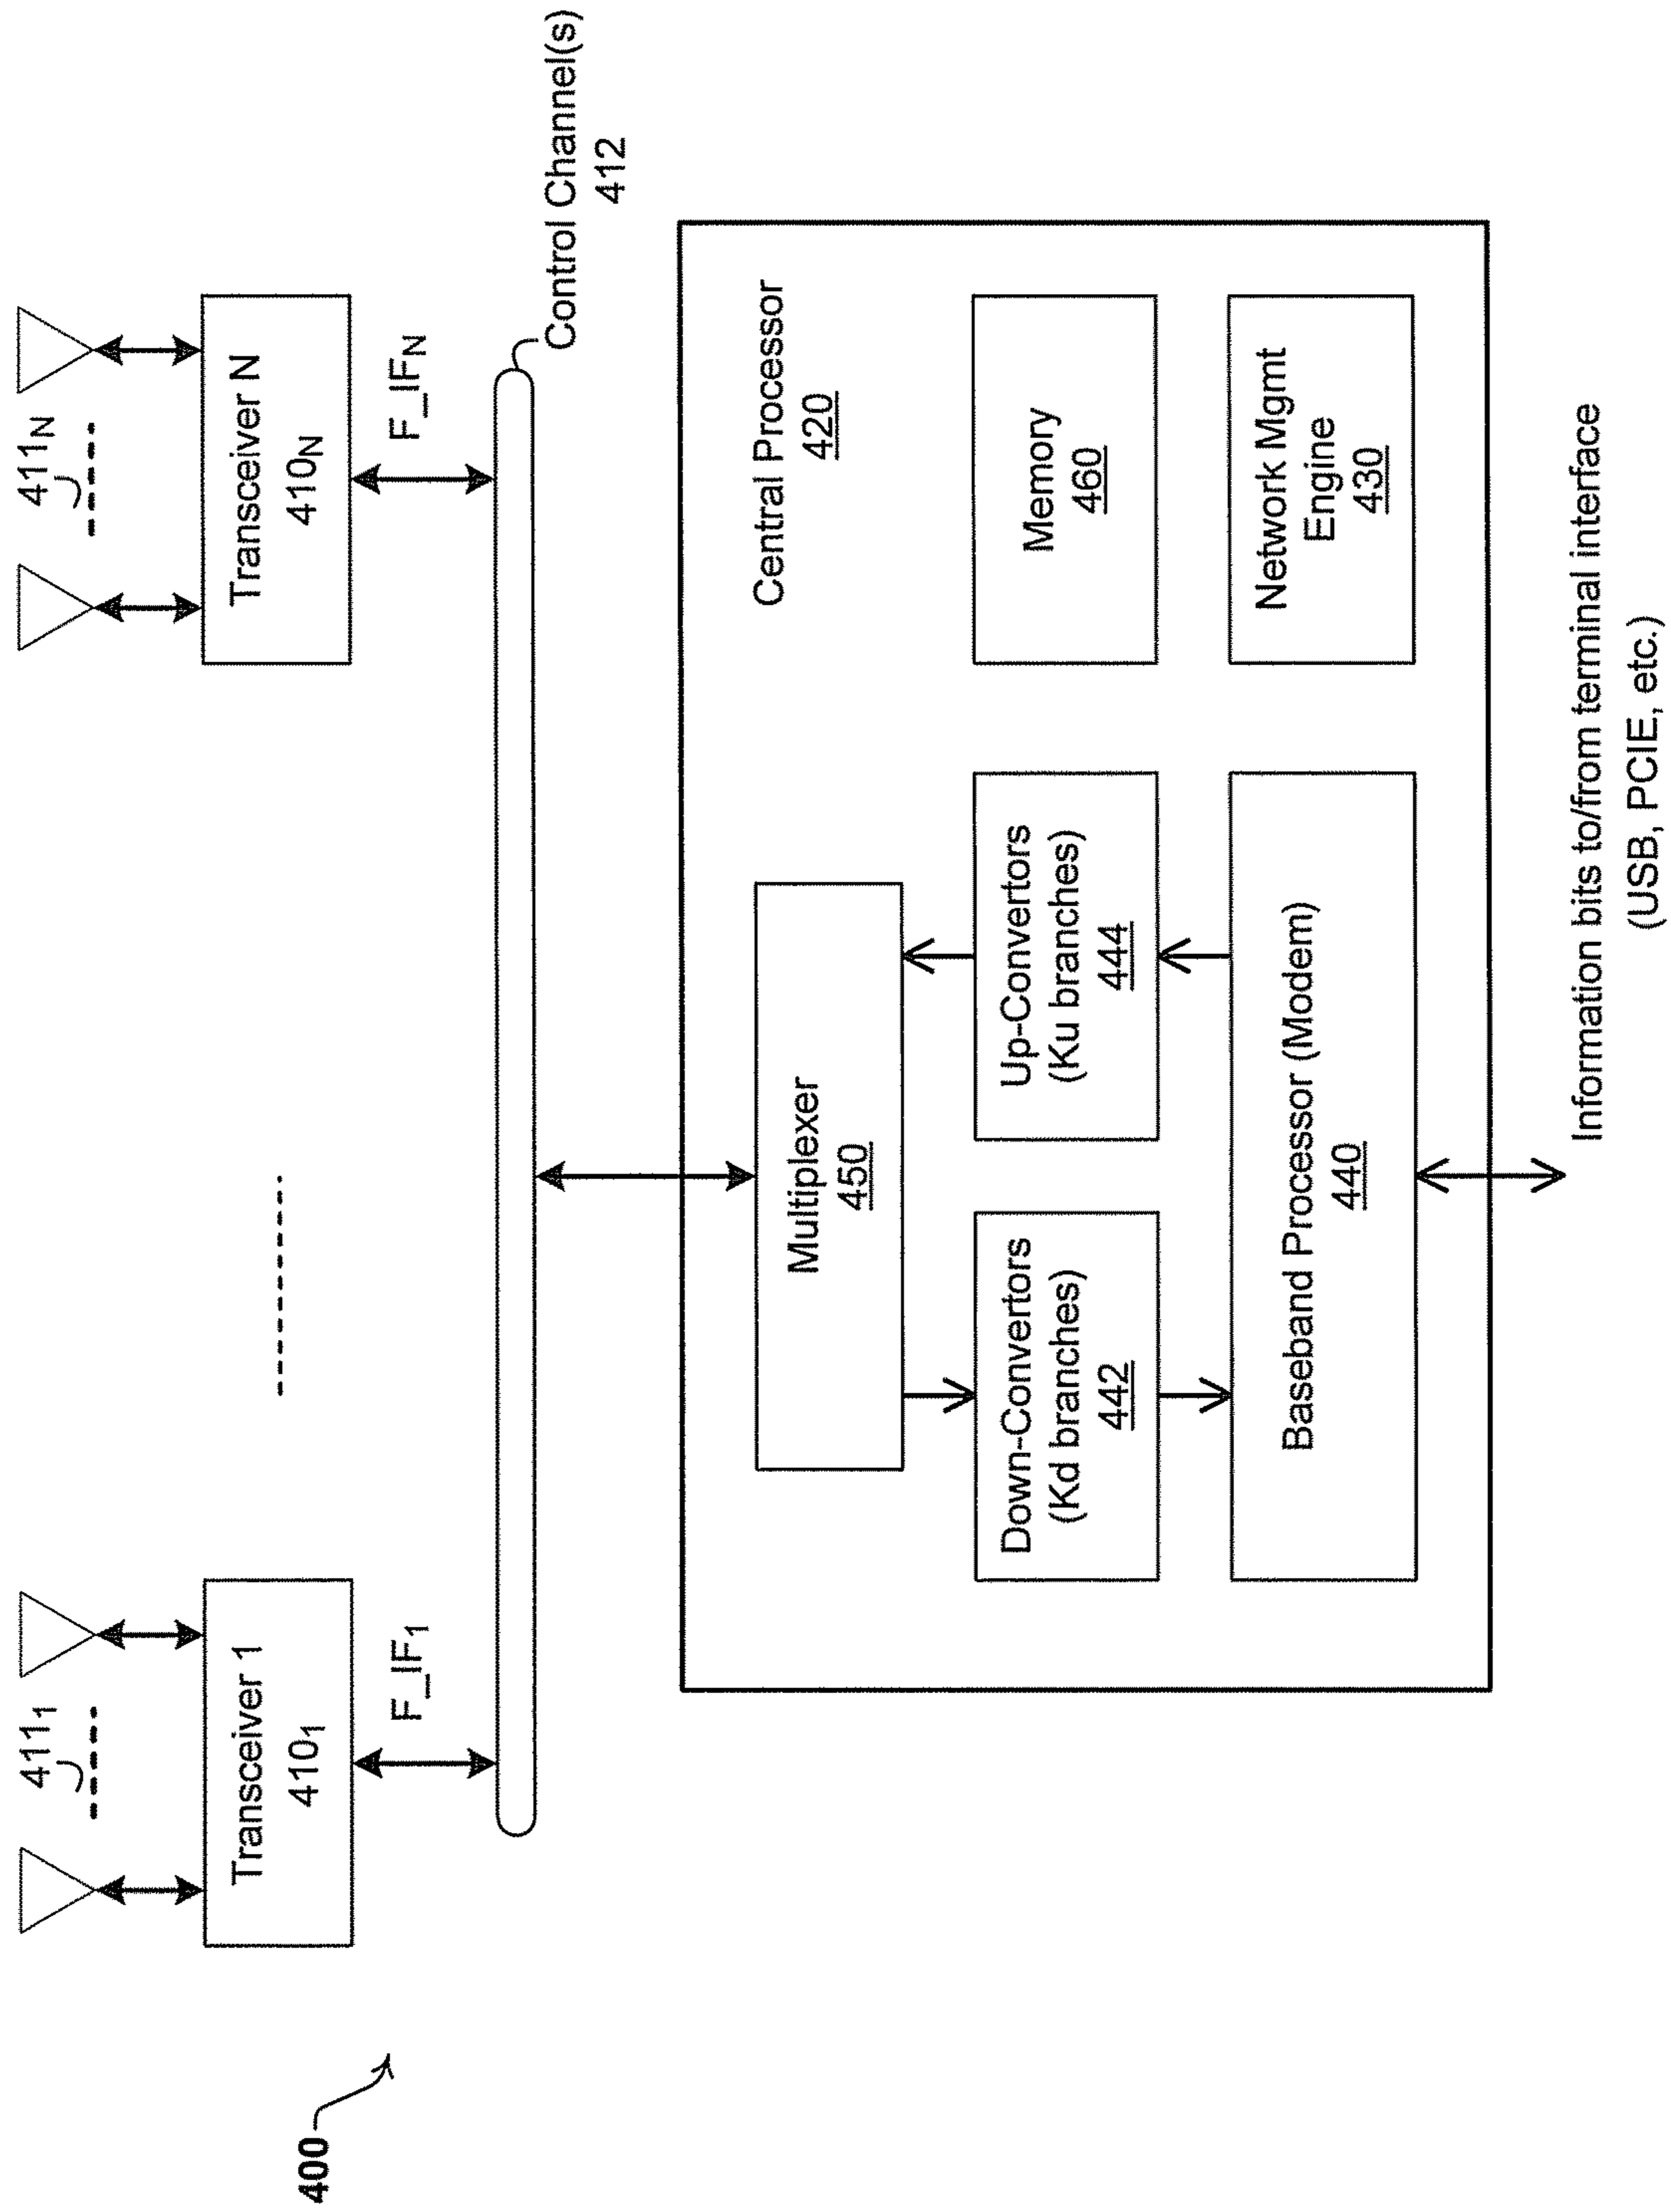 400
411₁
411N
Transceiver 1
410₁
Transceiver N
410N
F_IF₁
F_IFN
Control Channel(s)
412
Central Processor
420
Multiplexer
450
Down-Convertors
(Kd branches)
442
Up-Convertors
(Ku branches)
444
Memory
460
Baseband Processor (Modem)
440
Network Mgmt
Engine
430
Information bits to/from terminal interface
(USB, PCIE, etc.)